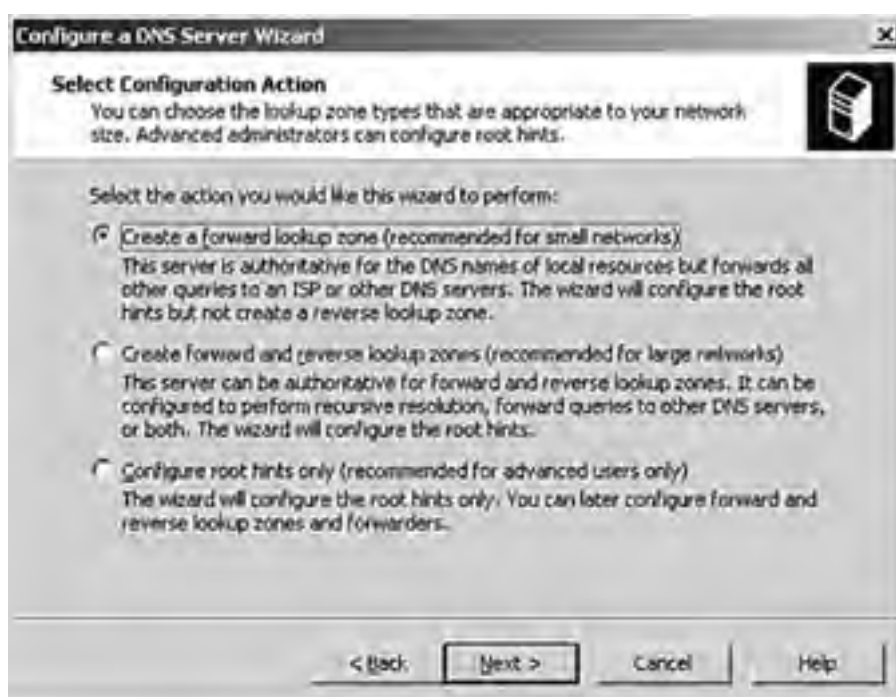 Configure a DNS Server Wizard
Select Configuration Action
You can choose the lookup zone types that are appropriate to your network
size. Advanced administrators can configure root hints.
Select the action you would like this wizard to perform:
Create a forward lookup zone (recommended for small networks)
This server is authoritative for the DNS names of local resources but forwards all
other queries to an ISP or other DNS servers. The wizard will configure the root
hints but not create a reverse lookup zone.
Create forward and reverse lookup zones (recommended for large networks)
This server can be authoritative for forward and reverse lookup zones. It can be
configured to perform recursive resolution, forward queries to other DNS servers,
or both. The wizard will configure the root hints.
Configure root hints only (recommended for advanced users only)
The wizard will configure the root hints only. You can later configure forward and
reverse lookup zones and forwarders.
< Back Next > Cancel Help